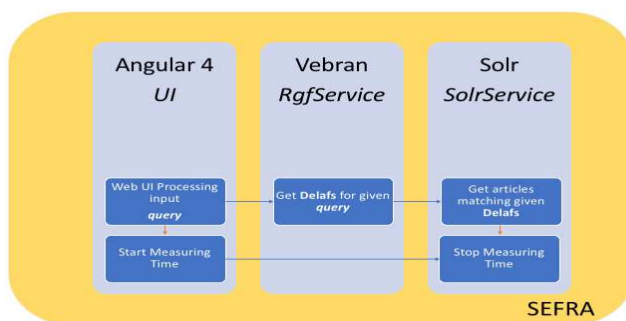 Angular 4
UI
Vebran
RgfService
Solr
SolrService
Web UI Processing
input
query
Get Delafs for given
query
Get articles
matching given
Delafs
Start Measuring
Time
Stop Measuring
Time
SEFRA